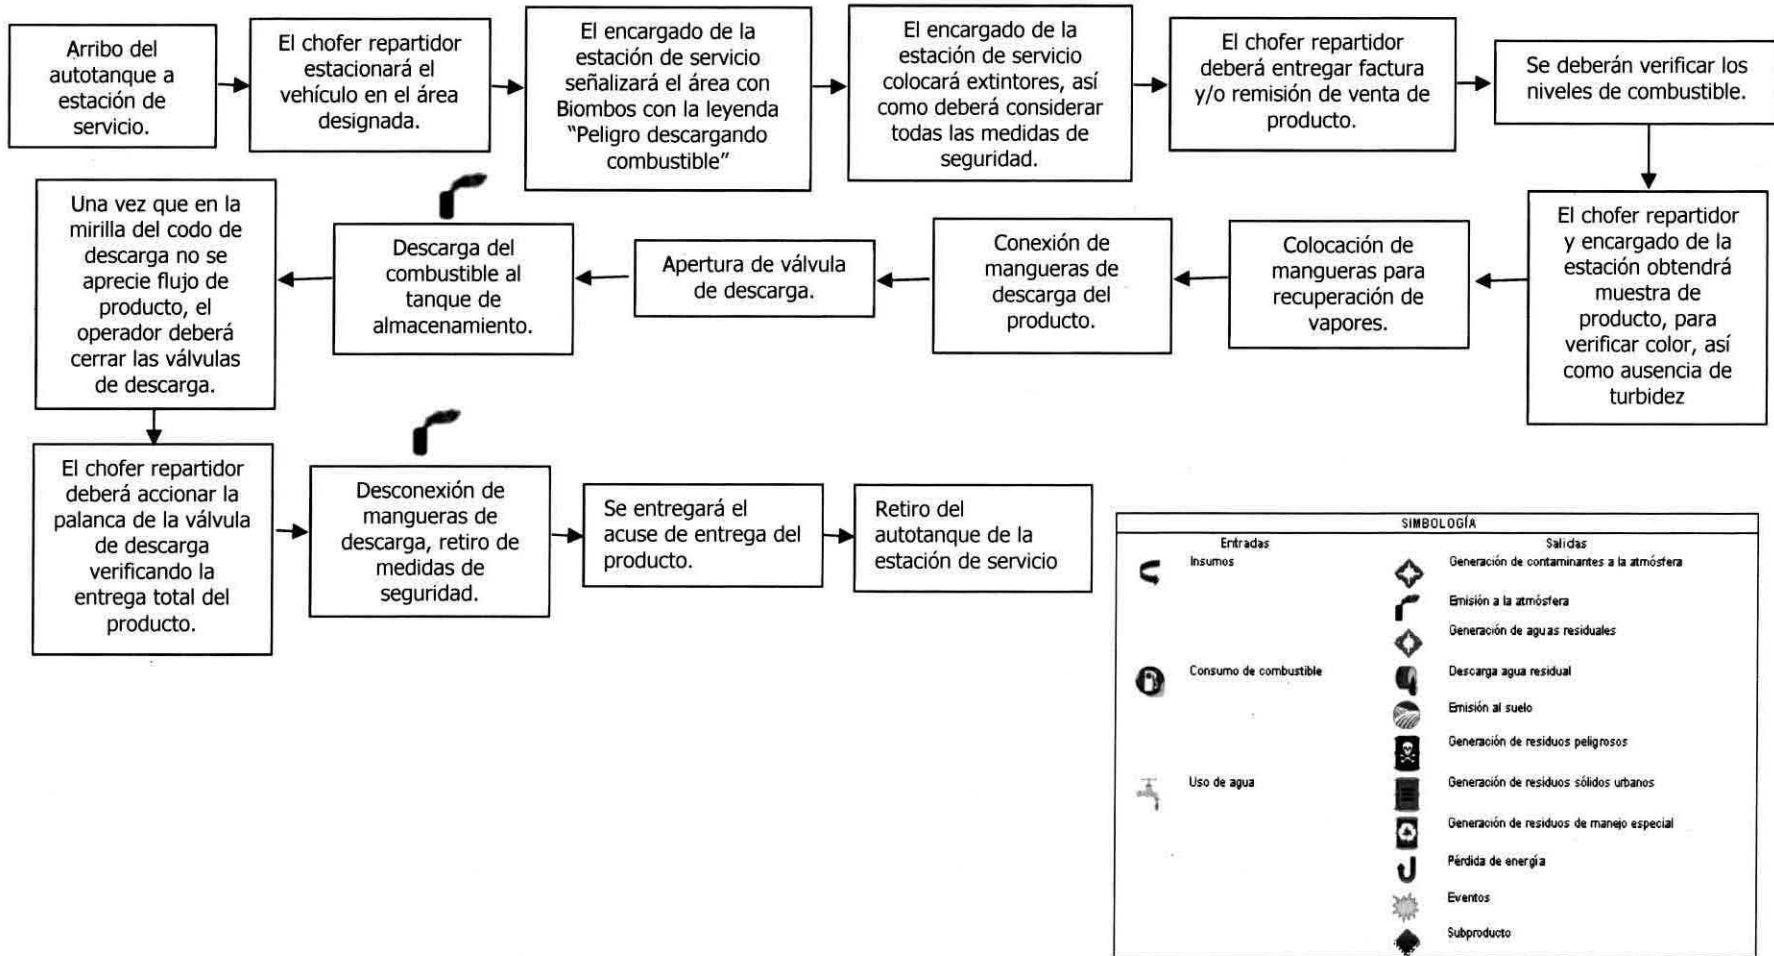 Arribo del
autotanque a
estación de
servicio.
El chofer repartidor
estacionará el
vehículo en el área
designada.
El encargado de la
estación de servicio
señalizará el área con
Biombos con la leyenda
"Peligro descargando
combustible"
El encargado de la
estación de servicio
colocará extintores, así
como deberá considerar
todas las medidas de
seguridad.
El chofer repartidor
deberá entregar factura
y/o remisión de venta de
producto.
Se deberán verificar los
niveles de combustible.
El chofer repartidor
y encargado de la
estación obtendrá
muestra de
producto, para
verificar color, así
como ausencia de
turbidez
Colocación de
mangueras para
recuperación de
vapores.
Conexión de
mangueras de
descarga del
producto.
Apertura de válvula
de descarga.
Descarga del
combustible al
tanque de
almacenamiento.
Una vez que en la
mirilla del codo de
descarga no se
aprecie flujo de
producto, el
operador deberá
cerrar las válvulas
de descarga.
El chofer repartidor
deberá accionar la
palanca de la válvula
de descarga
verificando la
entrega total del
producto.
Desconexión de
mangueras de
descarga, retiro de
medidas de
seguridad.
Se entregará el
acuse de entrega del
producto.
Retiro del
autotanque de la
estación de servicio
SIMBOLOGÍA
Entradas
Insumos
Consumo de combustible
Uso de agua
Salidas
Generación de contaminantes a la atmósfera
Emisión a la atmósfera
Generación de aguas residuales
Descarga agua residual
Emisión al suelo
Generación de residuos peligrosos
Generación de residuos sólidos urbanos
Generación de residuos de manejo especial
Pérdida de energía
Eventos
Subproducto